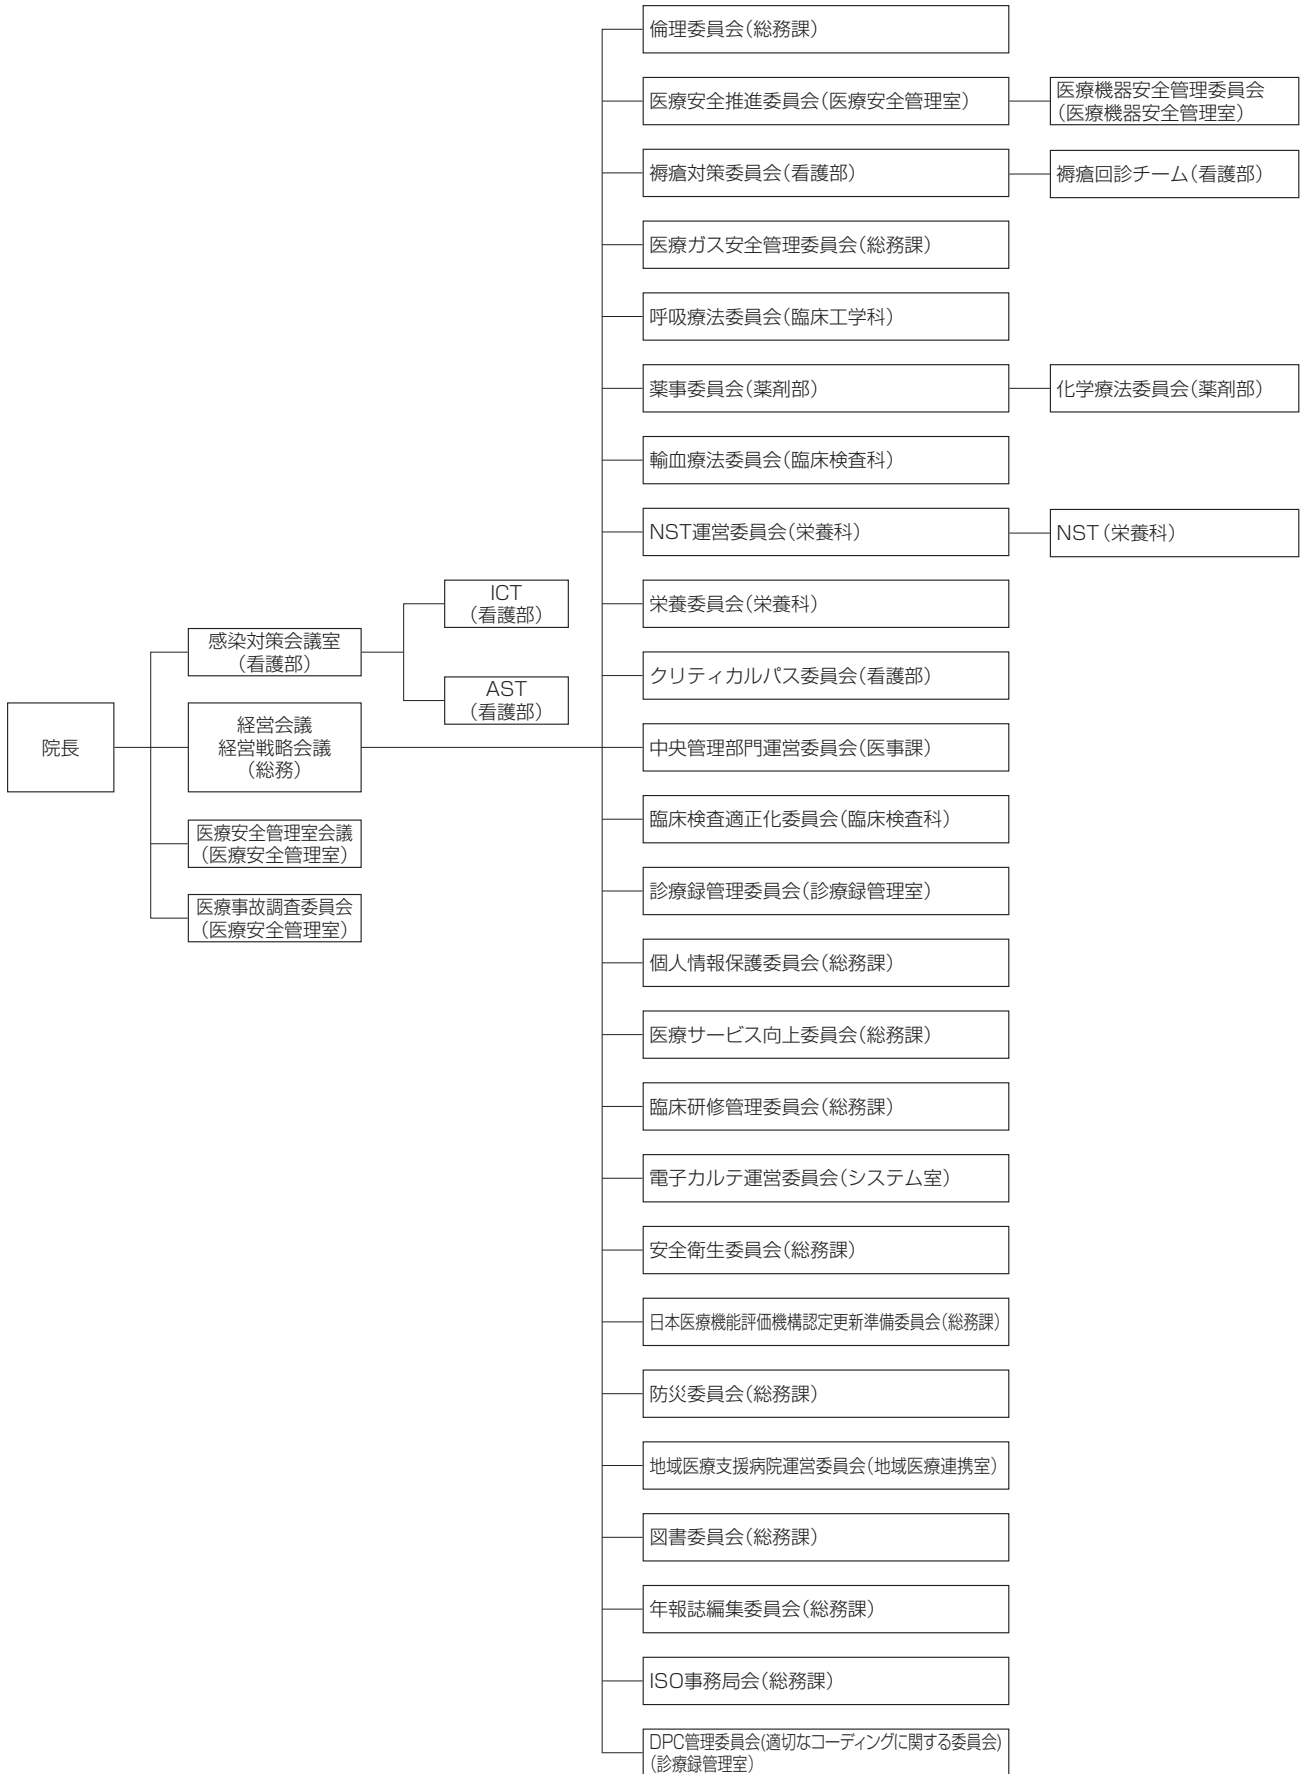 院長
感染対策会議室
（看護部）
ICT
（看護部）
AST
（看護部）
経営会議
経営戦略会議
（総務）
医療安全管理室会議
（医療安全管理室）
医療事故調査委員会
（医療安全管理室）
倫理委員会（総務課）
医療安全推進委員会（医療安全管理室）
医療機器安全管理委員会
（医療機器安全管理室）
褥瘡対策委員会（看護部）
褥瘡回診チーム（看護部）
医療ガス安全管理委員会（総務課）
呼吸療法委員会（臨床工学科）
薬事委員会（薬剤部）
化学療法委員会（薬剤部）
輸血療法委員会（臨床検査科）
NST運営委員会（栄養科）
NST（栄養科）
栄養委員会（栄養科）
クリティカルパス委員会（看護部）
中央管理部門運営委員会（医事課）
臨床検査適正化委員会（臨床検査科）
診療録管理委員会（診療録管理室）
個人情報保護委員会（総務課）
医療サービス向上委員会（総務課）
臨床研修管理委員会（総務課）
電子カルテ運営委員会（システム室）
安全衛生委員会（総務課）
日本医療機能評価機構認定更新準備委員会（総務課）
防災委員会（総務課）
地域医療支援病院運営委員会（地域医療連携室）
図書委員会（総務課）
年報誌編集委員会（総務課）
ISO事務局会（総務課）
DPC管理委員会(適切なコーディングに関する委員会)
（診療録管理室）